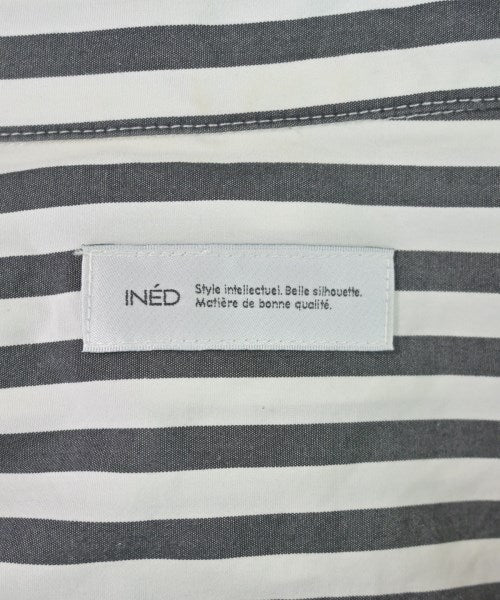 INÉD
Style intellectuel. Belle silhouette.
Matière de bonne qualité.